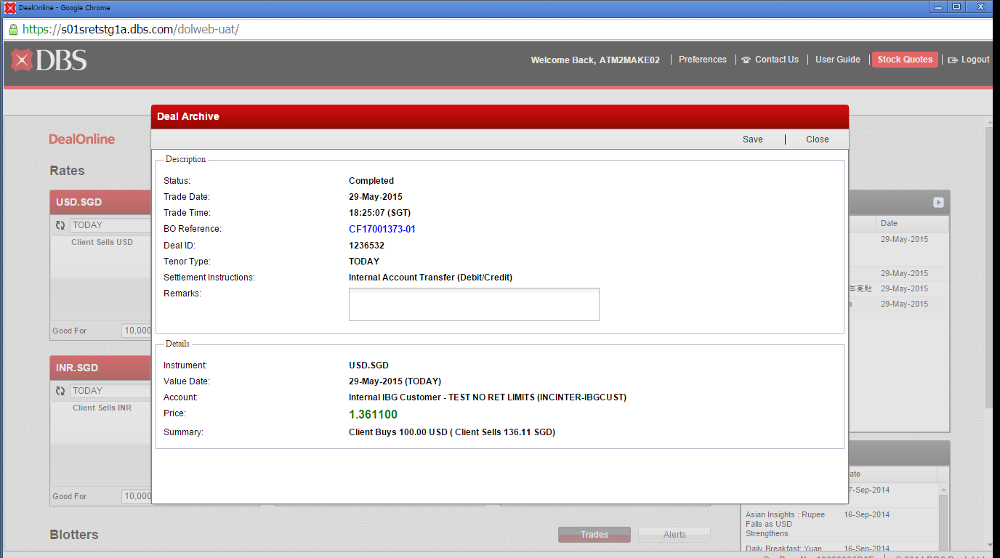 DealOnline - Google Chrome
https://s01sretstg1a.dbs.com/dolweb-uat/
DBS
Welcome Back, ATM2MAKE02 Preferences Contact Us User Guide Stock Quotes Logout
Deal Archive
Save Close
DealOnline
Rates
USD.SGD
TODAY
Client Sells USD
Good For 10,000
INR.SGD
TODAY
Client Sells INR
Good For 10,000
Description
Status: Completed
Trade Date: 29-May-2015
Trade Time: 18:25:07 (SGT)
BO Reference: CF17001373-01
Deal ID: 1236532
Tenor Type: TODAY
Settlement Instructions: Internal Account Transfer (Debit/Credit)
Remarks:
Details
Instrument: USD.SGD
Value Date: 29-May-2015 (TODAY)
Account: Internal IBG Customer - TEST NO RET LIMITS (INCINTER-IBGCUST)
Price: 1.361100
Summary: Client Buys 100.00 USD ( Client Sells 136.11 SGD)
Date
29-May-2015
29-May-2015
年高點 29-May-2015
s 29-May-2015
ate
7-Sep-2014
Asian Insights : Rupee 16-Sep-2014
Falls as USD
Strengthens
Daily Breakfast: Yuan 16-Sep-2014
Blotters
Trades Alerts